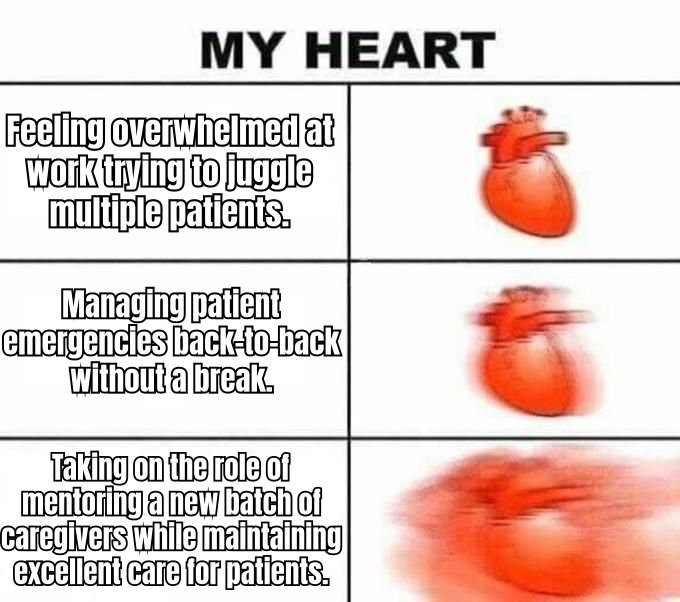 MY HEART
Feeling overwhelmed at
work trying to juggle
multiple patients.
Managing patient
emergencies back-to-back
without a break.
Taking on the role of
mentoring a new batch of
caregivers while maintaining
excellent care for patients.